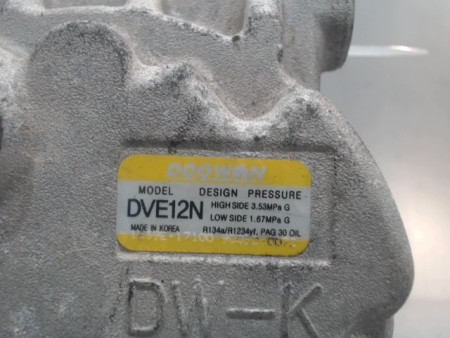 DOOWON
MODEL DESIGN PRESSURE
DVE12N HIGH SIDE 3.53MPa G
LOW SIDE 1.67MPa G
MADE IN KOREA R134a/R1234yf, PAG 30 OIL
DW-K